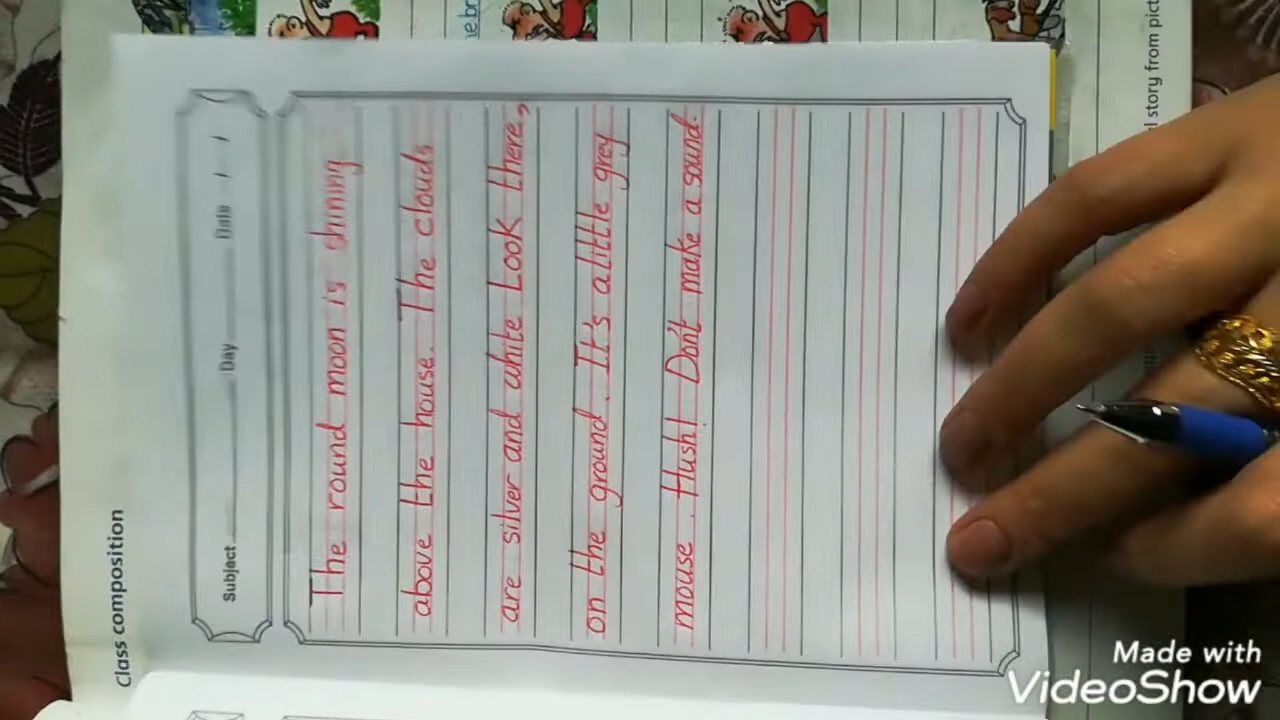 Class composition
Subject Day Date / /
The round moon is shining
above the house. The clouds
are silver and white Look there,
on the ground. It's alittle grey
mouse. Hush! Don't make a sound.
story from pict
Made with
VideoShow